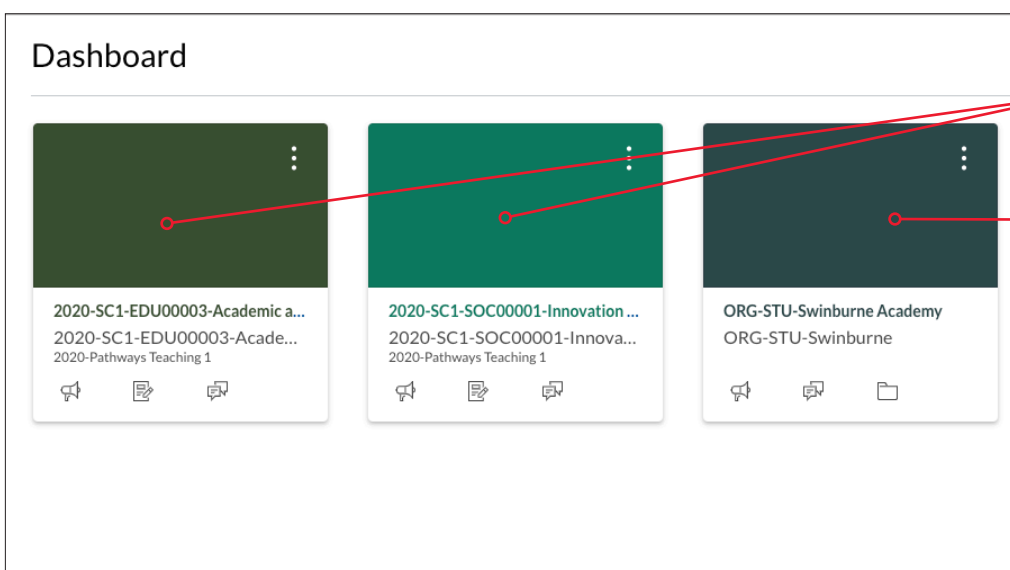 Dashboard
2020-SC1-EDU00003-Academic a...
2020-SC1-EDU00003-Acade...
2020-Pathways Teaching 1
2020-SC1-SOC00001-Innovation ...
2020-SC1-SOC00001-Innova...
2020-Pathways Teaching 1
ORG-STU-Swinburne Academy
ORG-STU-Swinburne